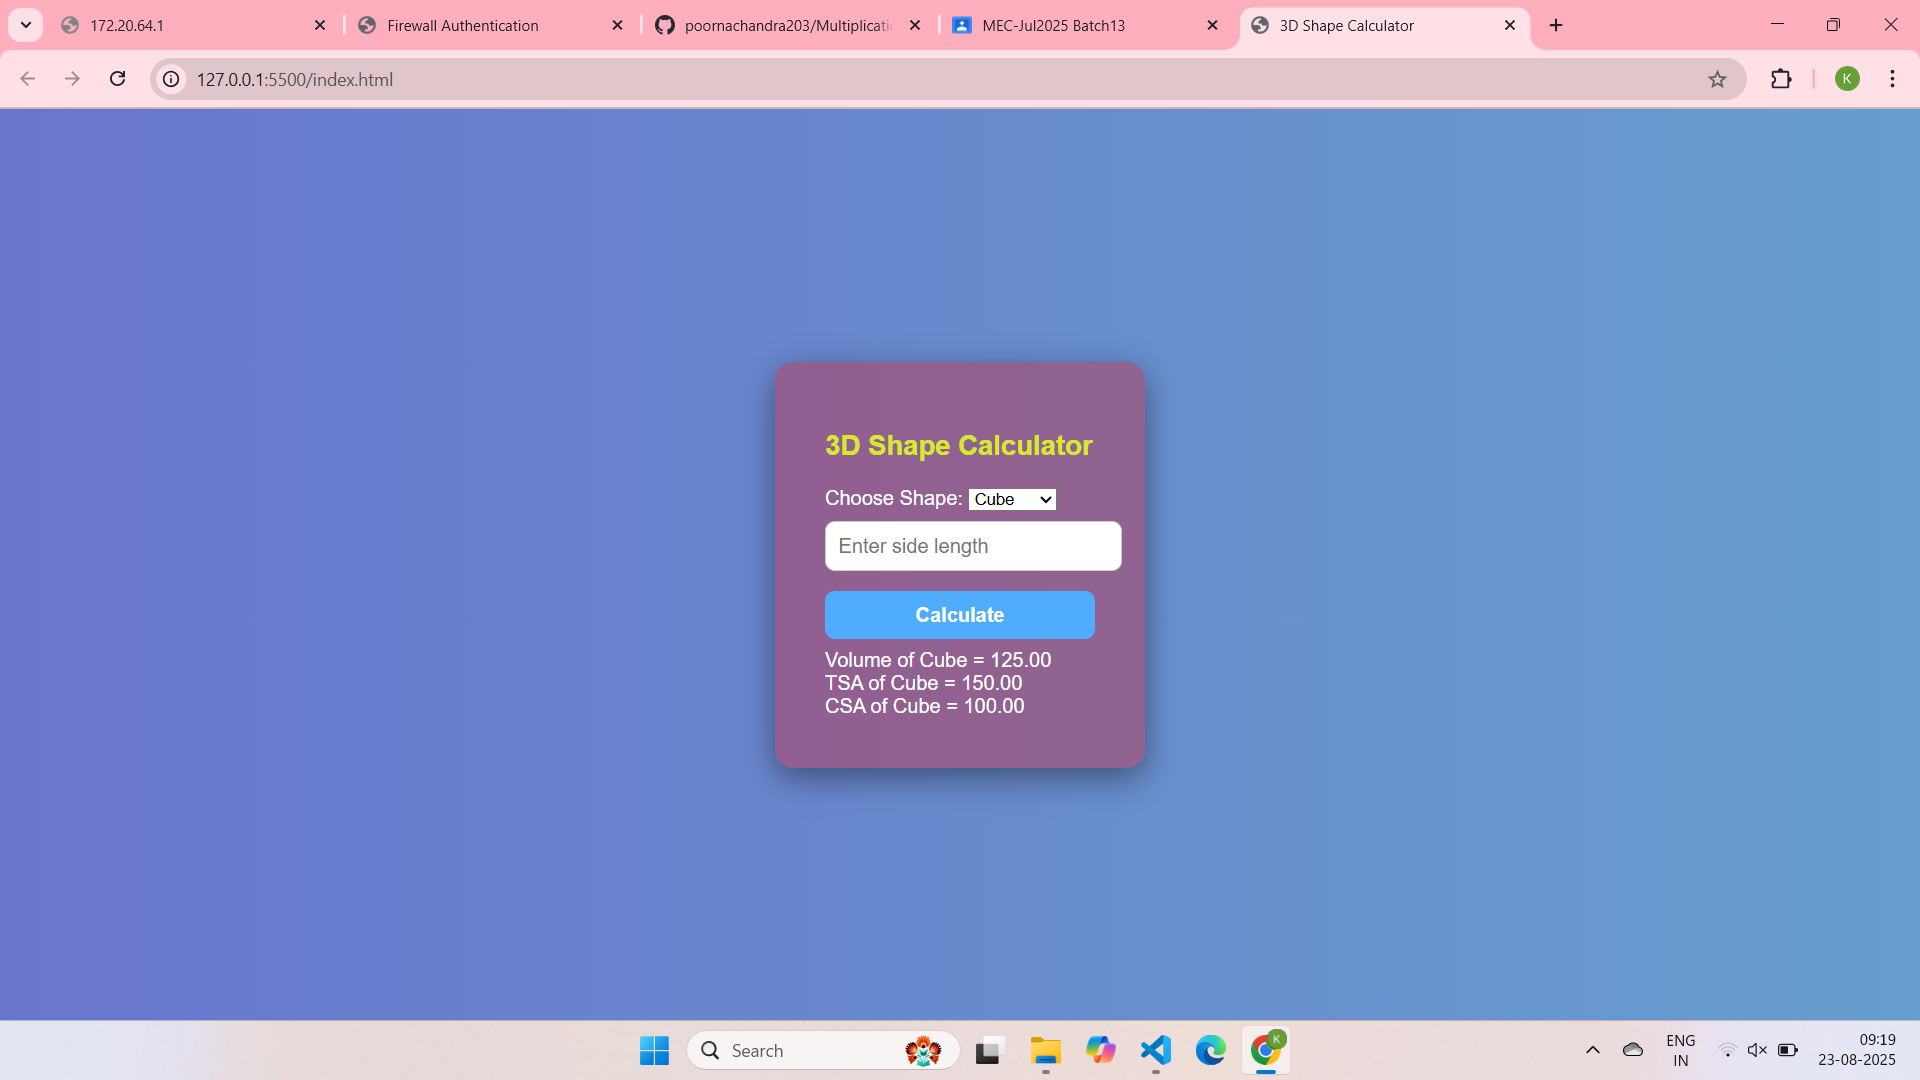 172.20.64.1
Firewall Authentication
poornachandra203/Multiplicatio
MEC-Jul2025 Batch13
3D Shape Calculator
127.0.0.1:5500/index.html
K
3D Shape Calculator
Choose Shape: Cube
Enter side length
Calculate
Volume of Cube = 125.00
TSA of Cube = 150.00
CSA of Cube = 100.00
Search
K
ENG
IN
09:19
23-08-2025